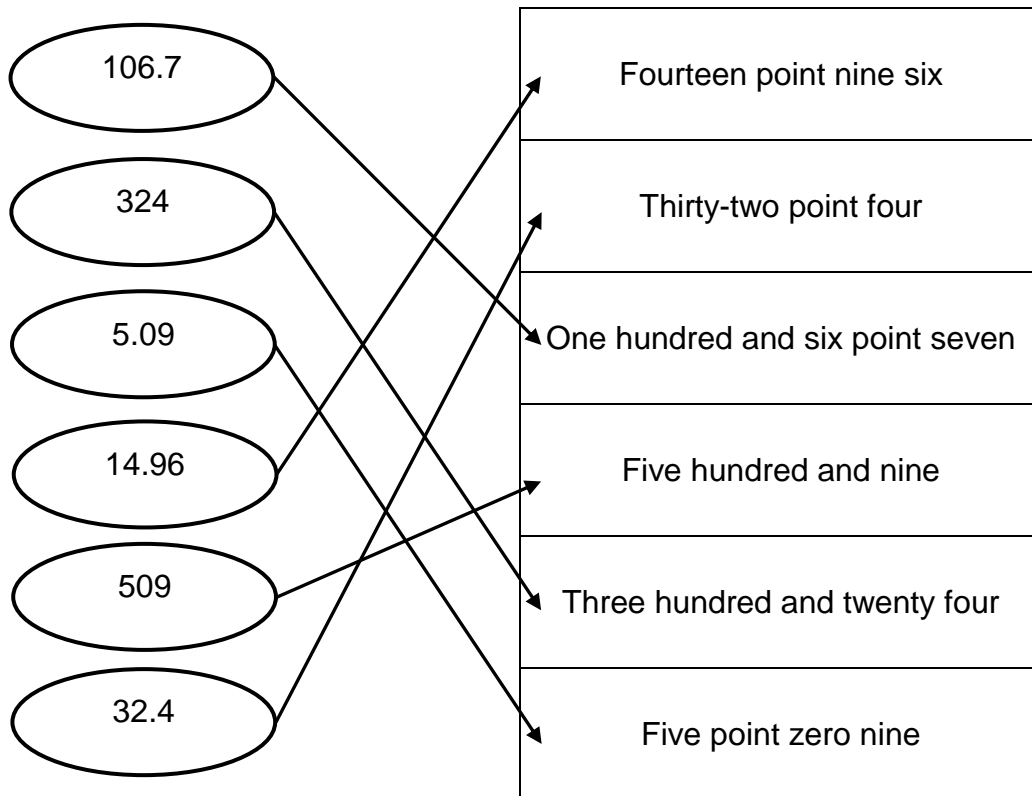 106.7
324
5.09
14.96
509
32.4
Fourteen point nine six
Thirty-two point four
One hundred and six point seven
Five hundred and nine
Three hundred and twenty four
Five point zero nine